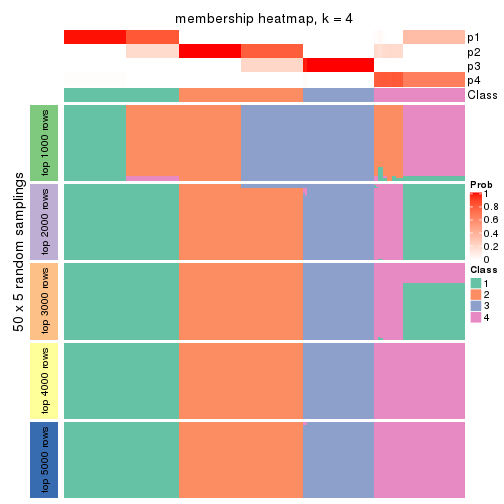 membership heatmap, k = 4
p1
p2
p3
p4
Class
50 x 5 random samplings
top 1000 rows
top 2000 rows
top 3000 rows
top 4000 rows
top 5000 rows
Prob
1
0.8
0.6
0.4
0.2
0
Class
1
2
3
4